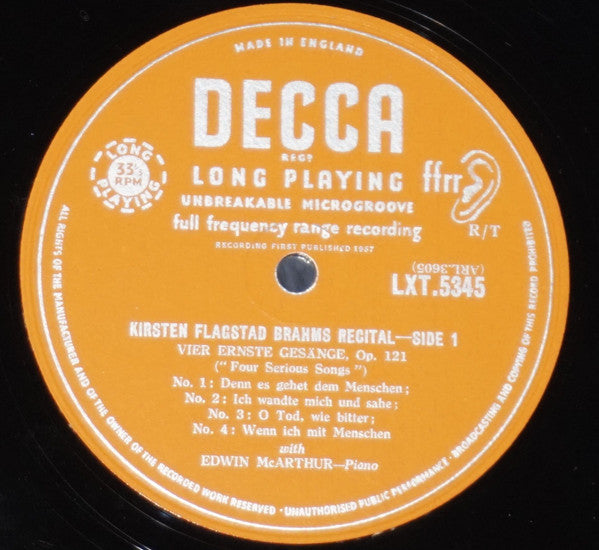 MADE IN ENGLAND
DECCA
REGD
LONG PLAYING
UNBREAKABLE MICROGROOVE
full frequency range recording
RECORDING FIRST PUBLISHED 1957
LONG PLAYING
33⅓
RPM
ffrr
R/T
(ARL.3605)
LXT.5345
KIRSTEN FLAGSTAD BRAHMS RECITAL—SIDE 1
VIER ERNSTE GESÄNGE, Op. 121
(“ Four Serious Songs ”)
No. 1 : Denn es gehet dem Menschen ;
No. 2 : Ich wandte mich und sahe ;
No. 3 : O Tod, wie bitter ;
No. 4 : Wenn ich mit Menschen
with
EDWIN McARTHUR—Piano
ALL RIGHTS OF THE MANUFACTURER AND OF THE OWNER OF THE RECORDED WORK RESERVED · UNAUTHORISED PUBLIC PERFORMANCE · BROADCASTING AND COPYING OF THIS RECORD PROHIBITED